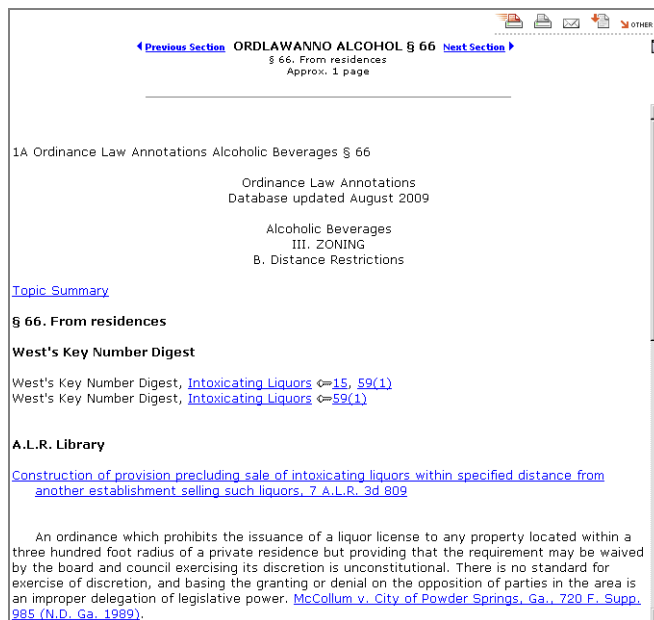 OTHER
Previous Section ORDLAWANNO ALCOHOL § 66 Next Section
§ 66. From residences
Approx. 1 page
1A Ordinance Law Annotations Alcoholic Beverages § 66
Ordinance Law Annotations
Database updated August 2009
Alcoholic Beverages
III. ZONING
B. Distance Restrictions
Topic Summary
§ 66. From residences
West's Key Number Digest
West's Key Number Digest, Intoxicating Liquors 15, 59(1)
West's Key Number Digest, Intoxicating Liquors 59(1)
A.L.R. Library
Construction of provision precluding sale of intoxicating liquors within specified distance from
another establishment selling such liquors, 7 A.L.R. 3d 809
An ordinance which prohibits the issuance of a liquor license to any property located within a
three hundred foot radius of a private residence but providing that the requirement may be waived
by the board and council exercising its discretion is unconstitutional. There is no standard for
exercise of discretion, and basing the granting or denial on the opposition of parties in the area is
an improper delegation of legislative power. McCollum v. City of Powder Springs, Ga., 720 F. Supp.
985 (N.D. Ga. 1989).